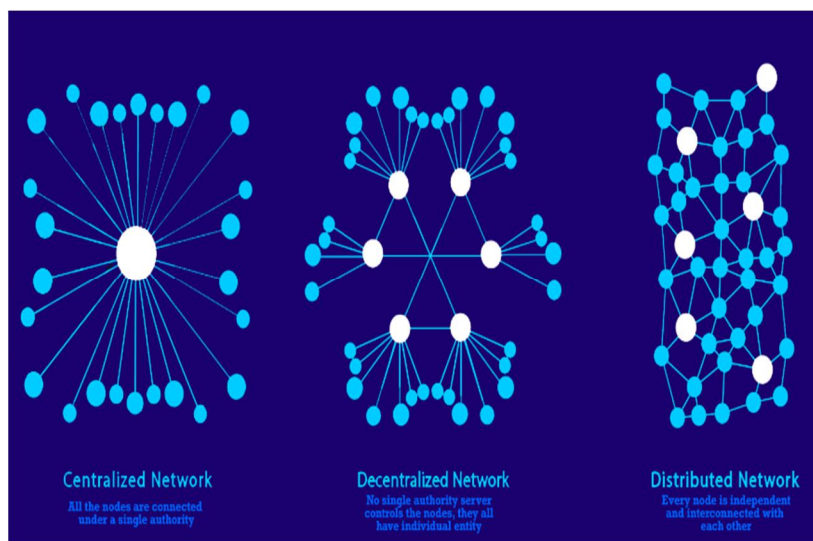 Centralized Network
All the nodes are connected
under a single authority
Decentralized Network
No single authority server
controls the nodes, they all
have individual entity
Distributed Network
Every node is independent
and interconnected with
each other